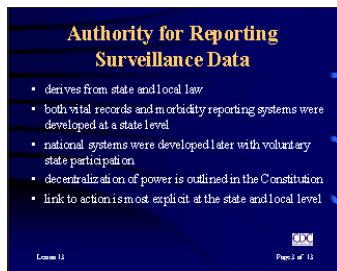 Authority for Reporting
Surveillance Data
• derives from state and local law
• both vital records and morbidity reporting systems were
developed at a state level
• national systems were developed later with voluntary
state participation
• decentralization of power is outlined in the Constitution
• link to action is most explicit at the state and local level
CDC
Lesson 13
Page 3 of 13